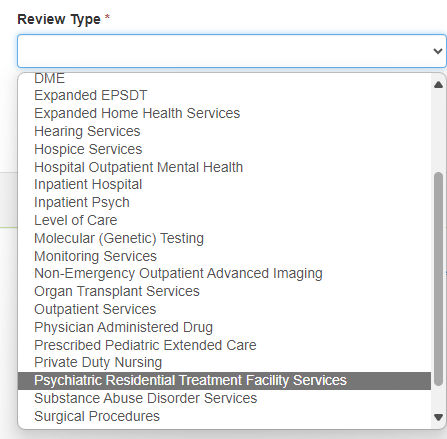 Review Type *
DME
Expanded EPSDT
Expanded Home Health Services
Hearing Services
Hospice Services
Hospital Outpatient Mental Health
Inpatient Hospital
Inpatient Psych
Level of Care
Molecular (Genetic) Testing
Monitoring Services
Non-Emergency Outpatient Advanced Imaging
Organ Transplant Services
Outpatient Services
Physician Administered Drug
Prescribed Pediatric Extended Care
Private Duty Nursing
Psychiatric Residential Treatment Facility Services
Substance Abuse Disorder Services
Surgical Procedures